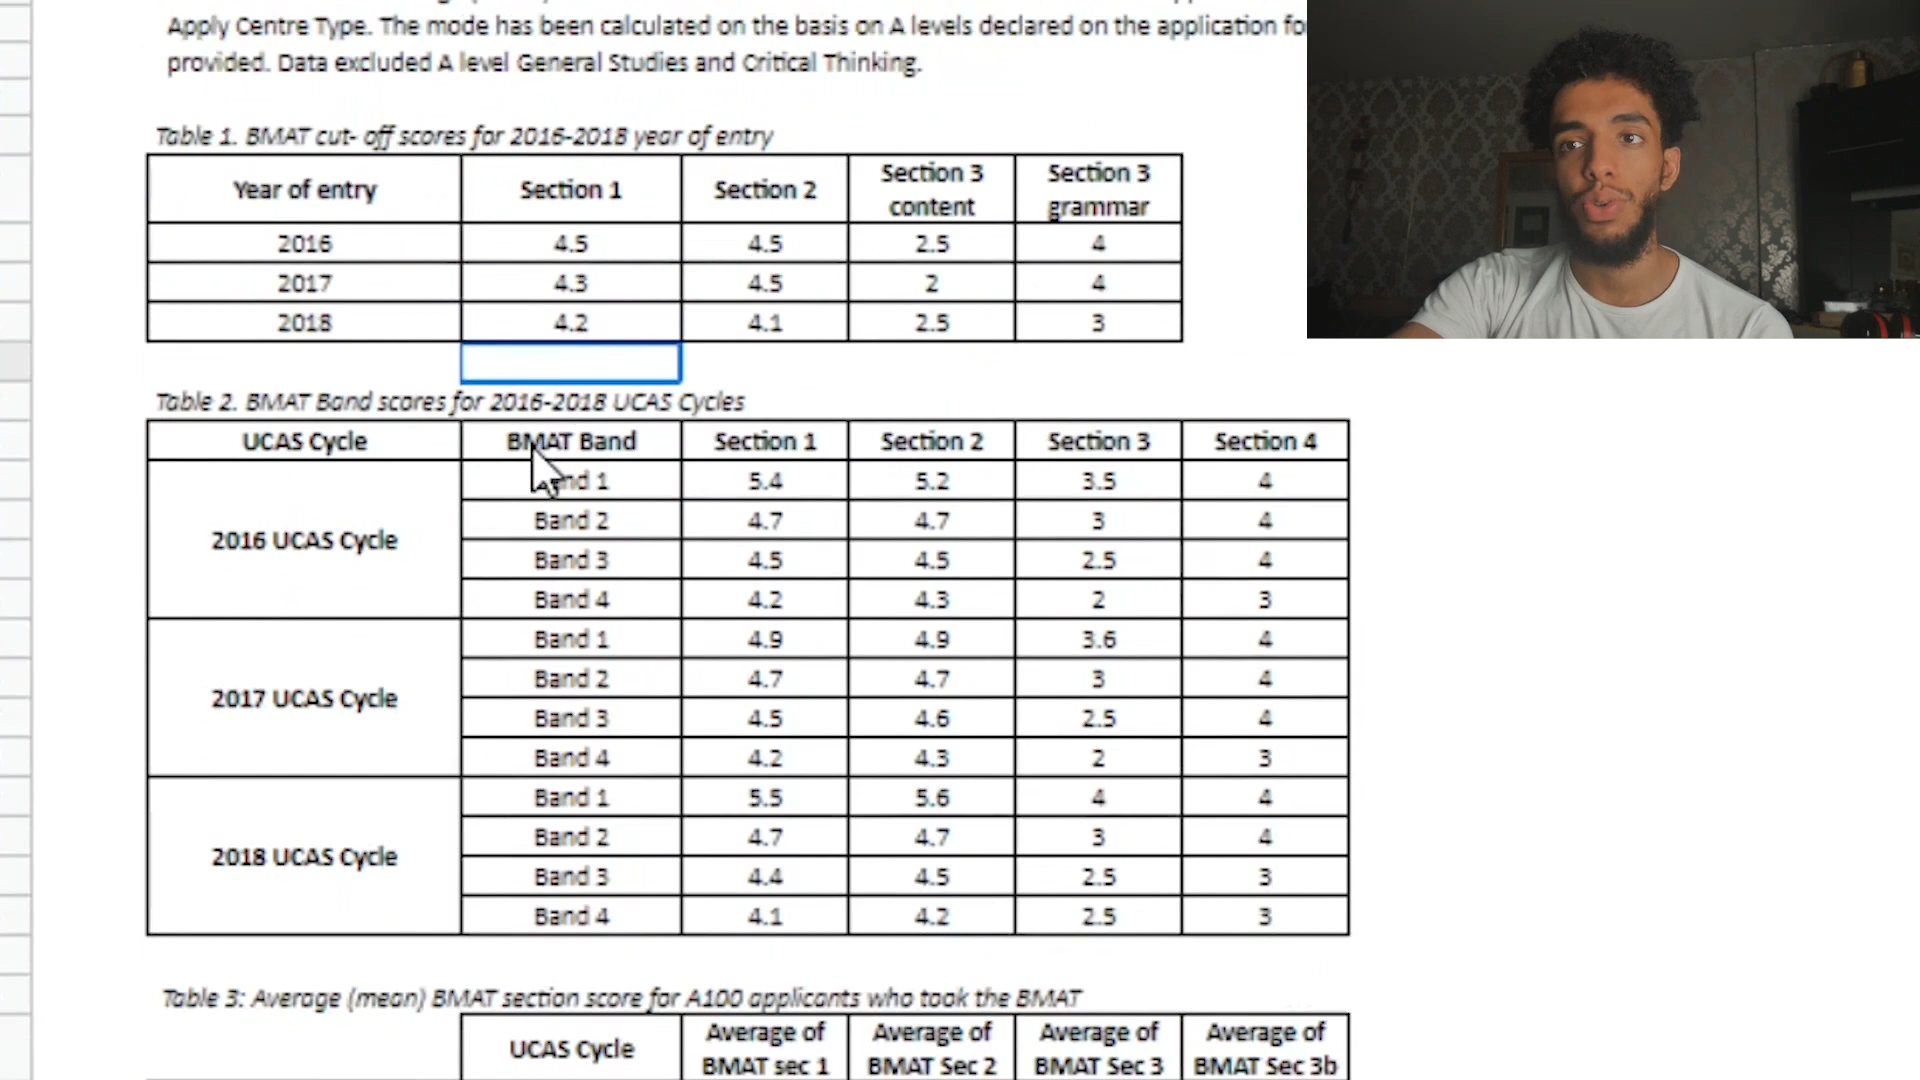 Apply Centre Type. The mode has been calculated on the basis on A levels declared on the application fo
provided. Data excluded A level General Studies and Critical Thinking.
Table 1. BMAT cut- off scores for 2016-2018 year of entry
Year of entry Section 1 Section 2 Section 3 content Section 3 grammar
2016 4.5 4.5 2.5 4
2017 4.3 4.5 2 4
2018 4.2 4.1 2.5 3
Table 2. BMAT Band scores for 2016-2018 UCAS Cycles
UCAS Cycle BMAT Band Section 1 Section 2 Section 3 Section 4
2016 UCAS Cycle
nd 1 5.4 5.2 3.5 4
Band 2 4.7 4.7 3 4
Band 3 4.5 4.5 2.5 4
Band 4 4.2 4.3 2 3
2017 UCAS Cycle
Band 1 4.9 4.9 3.6 4
Band 2 4.7 4.7 3 4
Band 3 4.5 4.6 2.5 4
Band 4 4.2 4.3 2 3
2018 UCAS Cycle
Band 1 5.5 5.6 4 4
Band 2 4.7 4.7 3 4
Band 3 4.4 4.5 2.5 3
Band 4 4.1 4.2 2.5 3
Table 3: Average (mean) BMAT section score for A100 applicants who took the BMAT
UCAS Cycle Average of BMAT sec 1 Average of BMAT Sec 2 Average of BMAT Sec 3 Average of BMAT Sec 3b